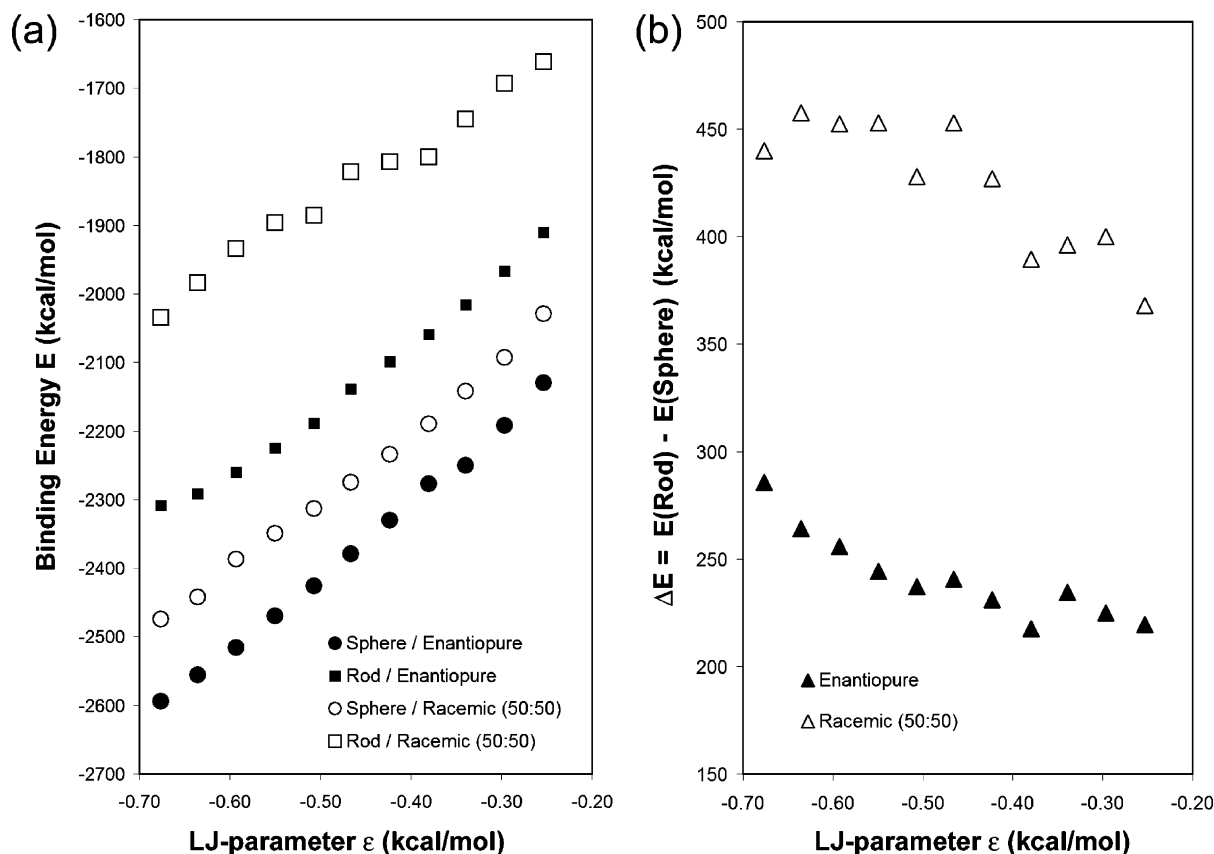 (a)
Binding Energy E (kcal/mol)
-1600
-1700
-1800
-1900
-2000
-2100
-2200
-2300
-2400
-2500
-2600
-2700
Sphere / Enantiopure
Rod / Enantiopure
Sphere / Racemic (50:50)
Rod / Racemic (50:50)
-0.70 -0.60 -0.50 -0.40 -0.30 -0.20
LJ-parameter ε (kcal/mol)
(b)
ΔE = E(Rod) - E(Sphere) (kcal/mol)
500
450
400
350
300
250
200
150
Enantiopure
Racemic (50:50)
-0.70 -0.60 -0.50 -0.40 -0.30 -0.20
LJ-parameter ε (kcal/mol)